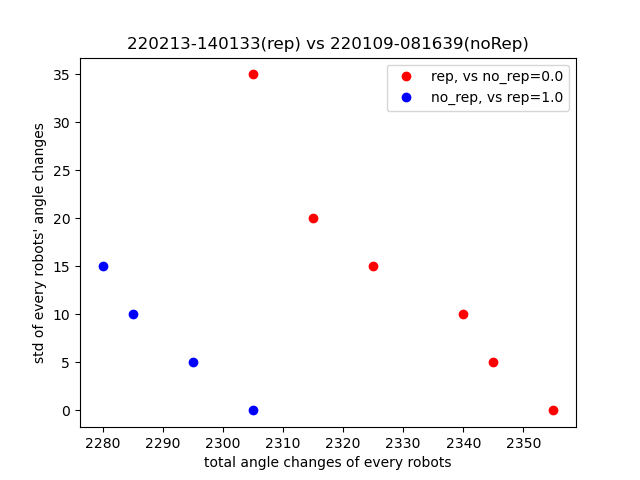 220213-140133(rep) vs 220109-081639(noRep)
rep, vs no_rep=0.0
no_rep, vs rep=1.0
std of every robots' angle changes
35
30
25
20
15
10
5
0
2280 2290 2300 2310 2320 2330 2340 2350
total angle changes of every robots